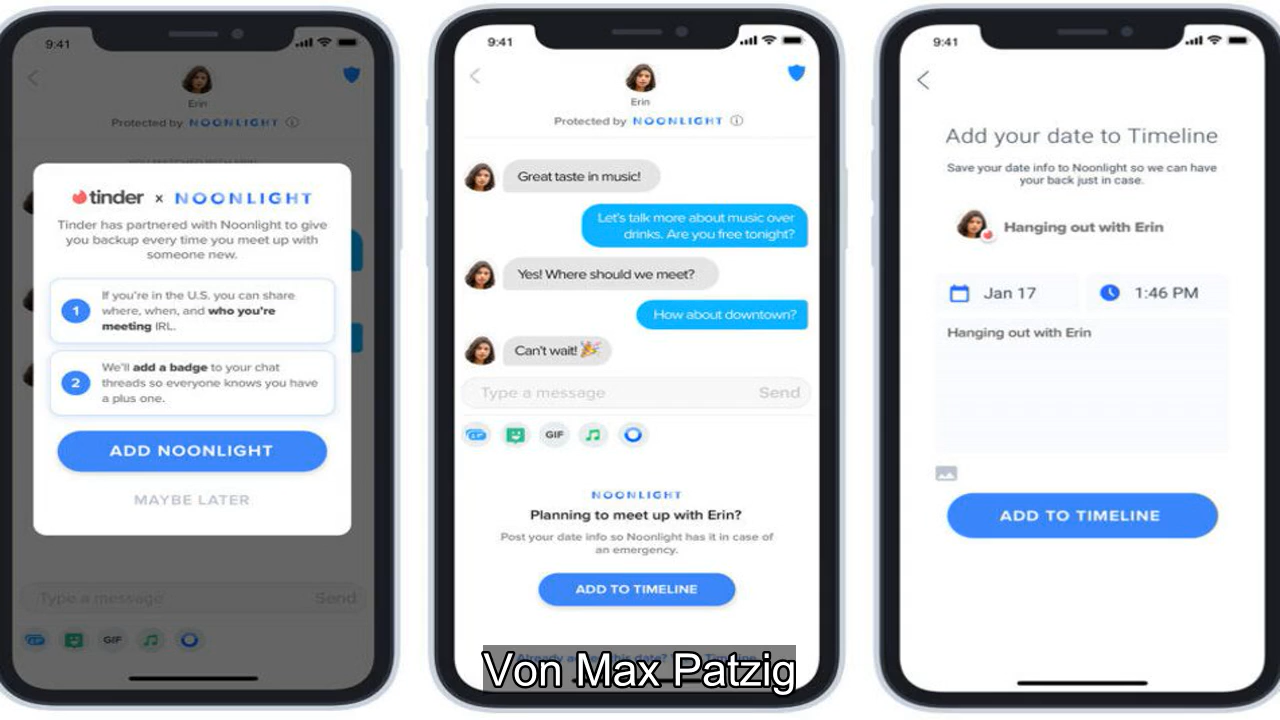 9:41
Erin
Protected by NOONLIGHT
tinder x NOONLIGHT
Tinder has partnered with Noonlight to give
you backup every time you meet up with
someone new.
1
If you're in the U.S. you can share
where, when, and who you're
meeting IRL.
2
We'll add a badge to your chat
threads so everyone knows you have
a plus one.
ADD NOONLIGHT
MAYBE LATER
Type a message Send
GIF
9:41
Erin
Protected by NOONLIGHT
Great taste in music!
Let's talk more about music over
drinks. Are you free tonight?
Yes! Where should we meet?
How about downtown?
Can't wait! 🎉
Type a message Send
GIF
NOONLIGHT
Planning to meet up with Erin?
Post your date info so Noonlight has it in case of
an emergency.
ADD TO TIMELINE
Von Max Patzig
9:41
Add your date to Timeline
Save your date info to Noonlight so we can have
your back just in case.
Hanging out with Erin
Jan 17 1:46 PM
Hanging out with Erin
ADD TO TIMELINE